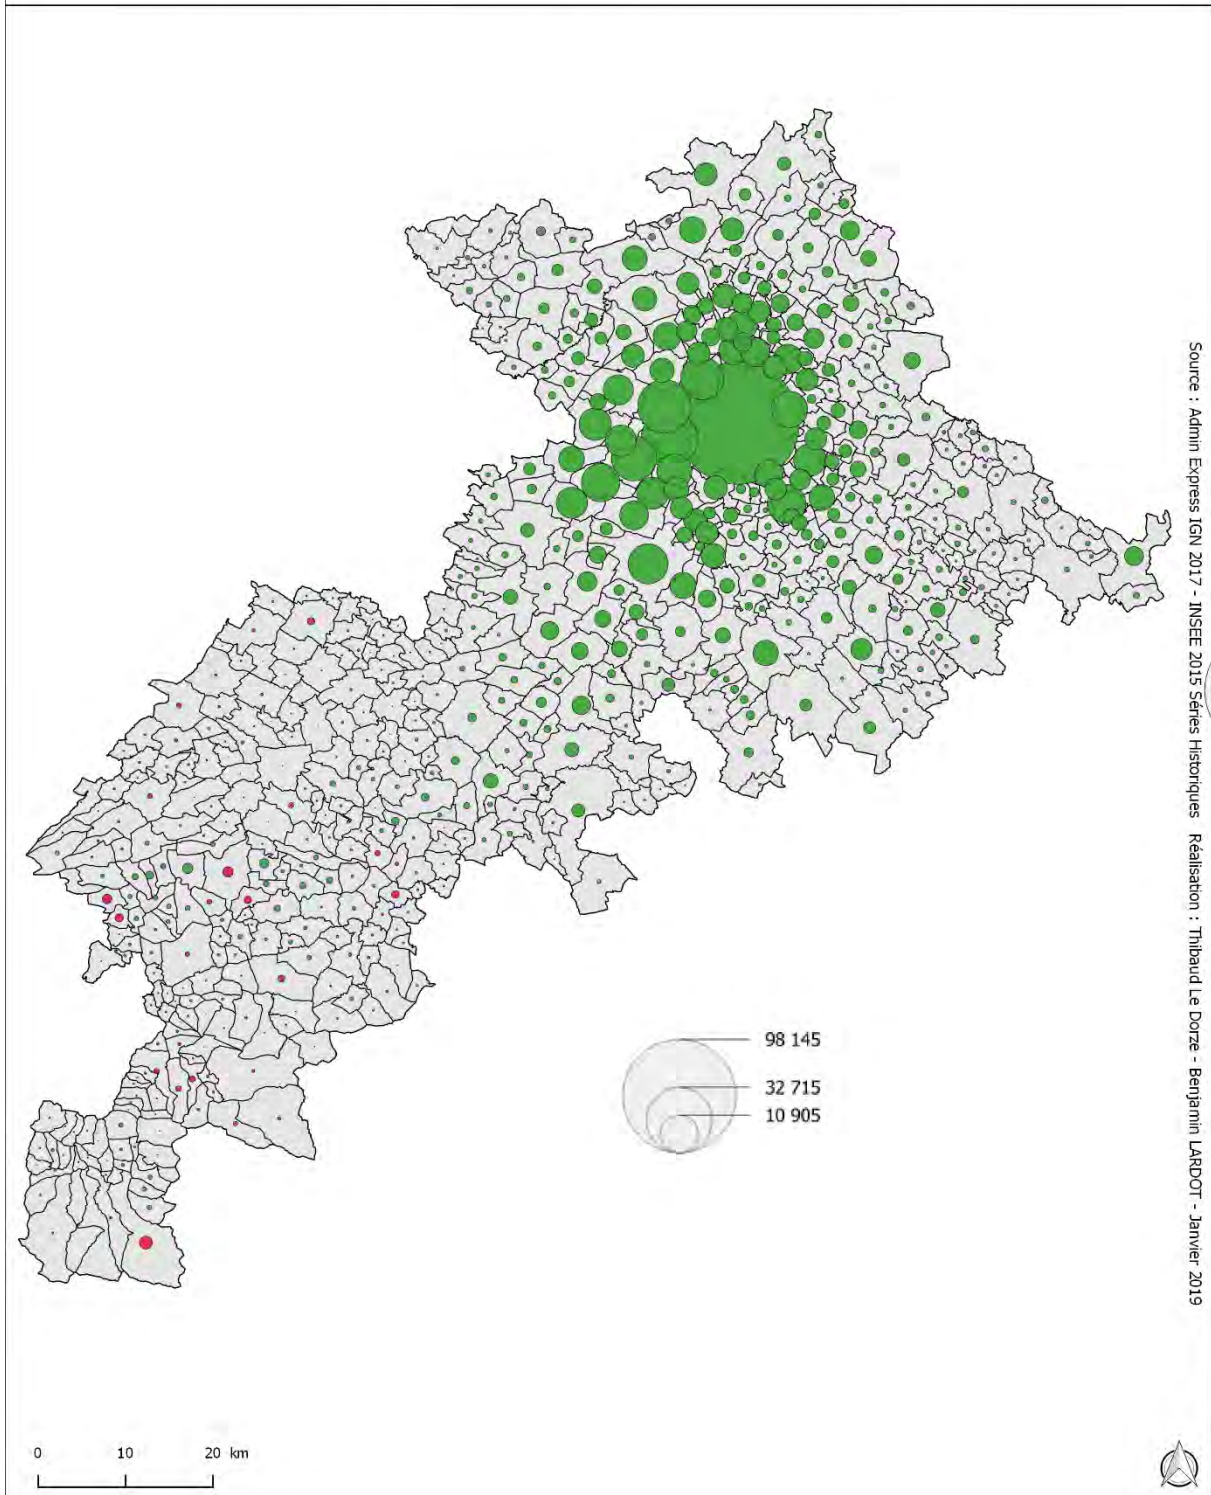 Source : Admin Express IGN 2017 - INSEE 2015 Séries Historiques   Réalisation : Thibaud Le Dorze - Benjamin LARDOT - Janvier 2019
98 145
32 715
10 905
0 10 20 km